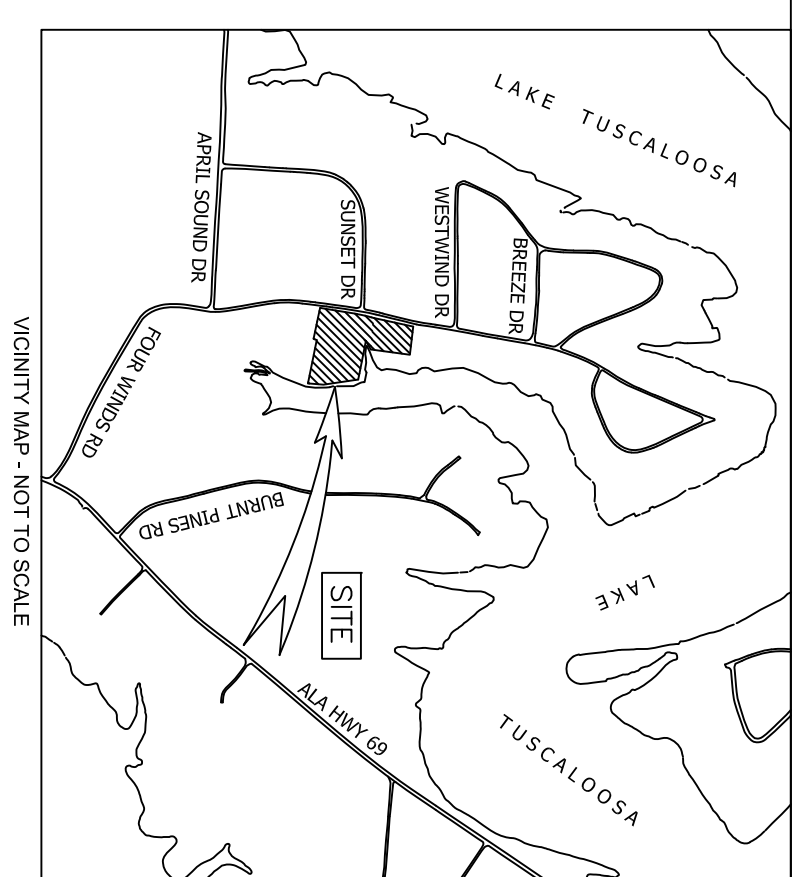 LAKE TUSCALOOSA
APRIL SOUND DR
SUNSET DR
WESTWIND DR
BREEZE DR
FOUR WINDS RD
BURNT PINES RD
SITE
LAKE
TUSCALOOSA
ALA HWY 69
VICINITY MAP - NOT TO SCALE